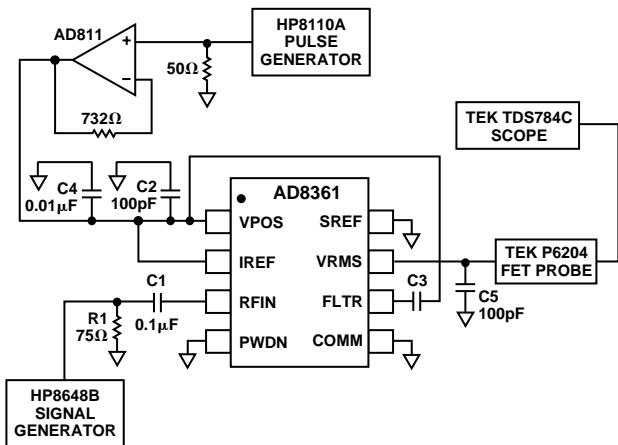 AD811
+
−
HP8110A
PULSE
GENERATOR
50Ω
732Ω
TEK TDS784C
SCOPE
C4
0.01μF
C2
100pF
AD8361
VPOS
IREF
RFIN
PWDN
SREF
VRMS
FLTR
COMM
TEK P6204
FET PROBE
C1
0.1μF
C3
C5
100pF
R1
75Ω
HP8648B
SIGNAL
GENERATOR